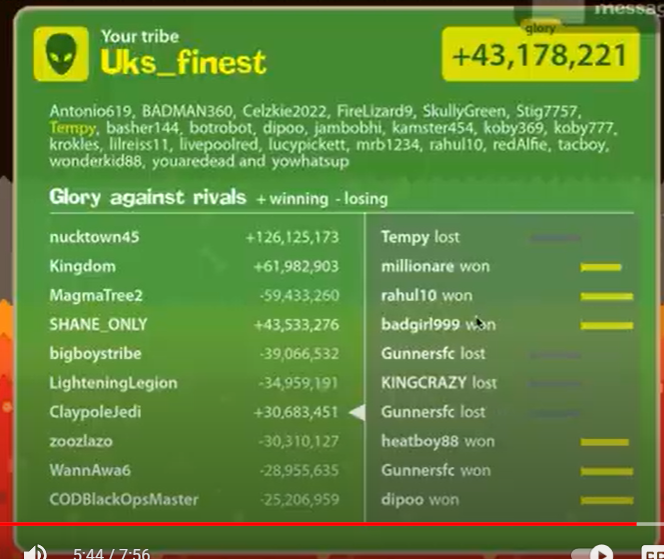 message
Your tribe
Uks_finest
glory
+43,178,221
Antonio619, BADMAN360, Celzkie2022, FireLizard9, SkullyGreen, Stig7757,
Tempy, basher144, botrobot, dipoo, jambobhi, kamster454, koby369, koby777,
krokles, lilreiss11, livepoolred, lucypickett, mrb1234, rahul10, redAlfie, tacboy,
wonderkid88, youaredead and yowhatsup
Glory against rivals + winning - losing
nucktown45 +126,125,173 Tempy lost
Kingdom +61,982,903 millionare won
MagmaTree2 -59,433,260 rahul10 won
SHANE_ONLY +43,533,276 badgirl999 won
bigboystribe -39,066,532 Gunnersfc lost
LighteningLegion -34,959,191 KINGCRAZY lost
ClaypoleJedi +30,683,451 Gunnersfc lost
zoozlazo -30,310,127 heatboy88 won
WannAwa6 -28,955,635 Gunnersfc won
CODBlackOpsMaster -25,206,959 dipoo won
5:44 / 7:56